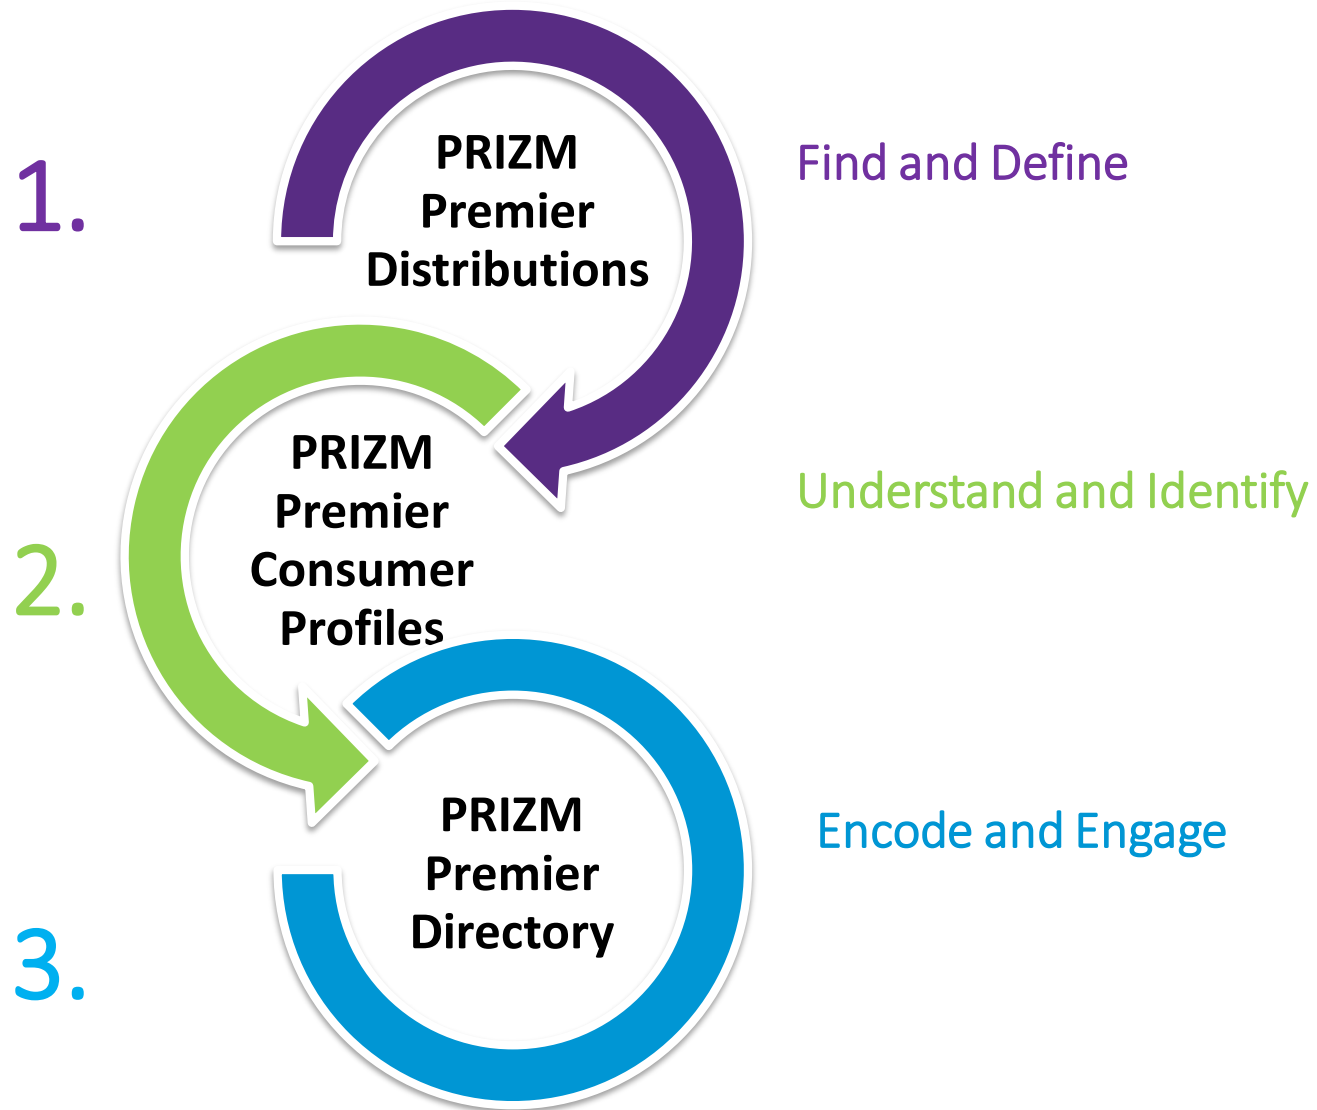 1.
PRIZM
Premier
Distributions
Find and Define
2.
PRIZM
Premier
Consumer
Profiles
Understand and Identify
3.
PRIZM
Premier
Directory
Encode and Engage